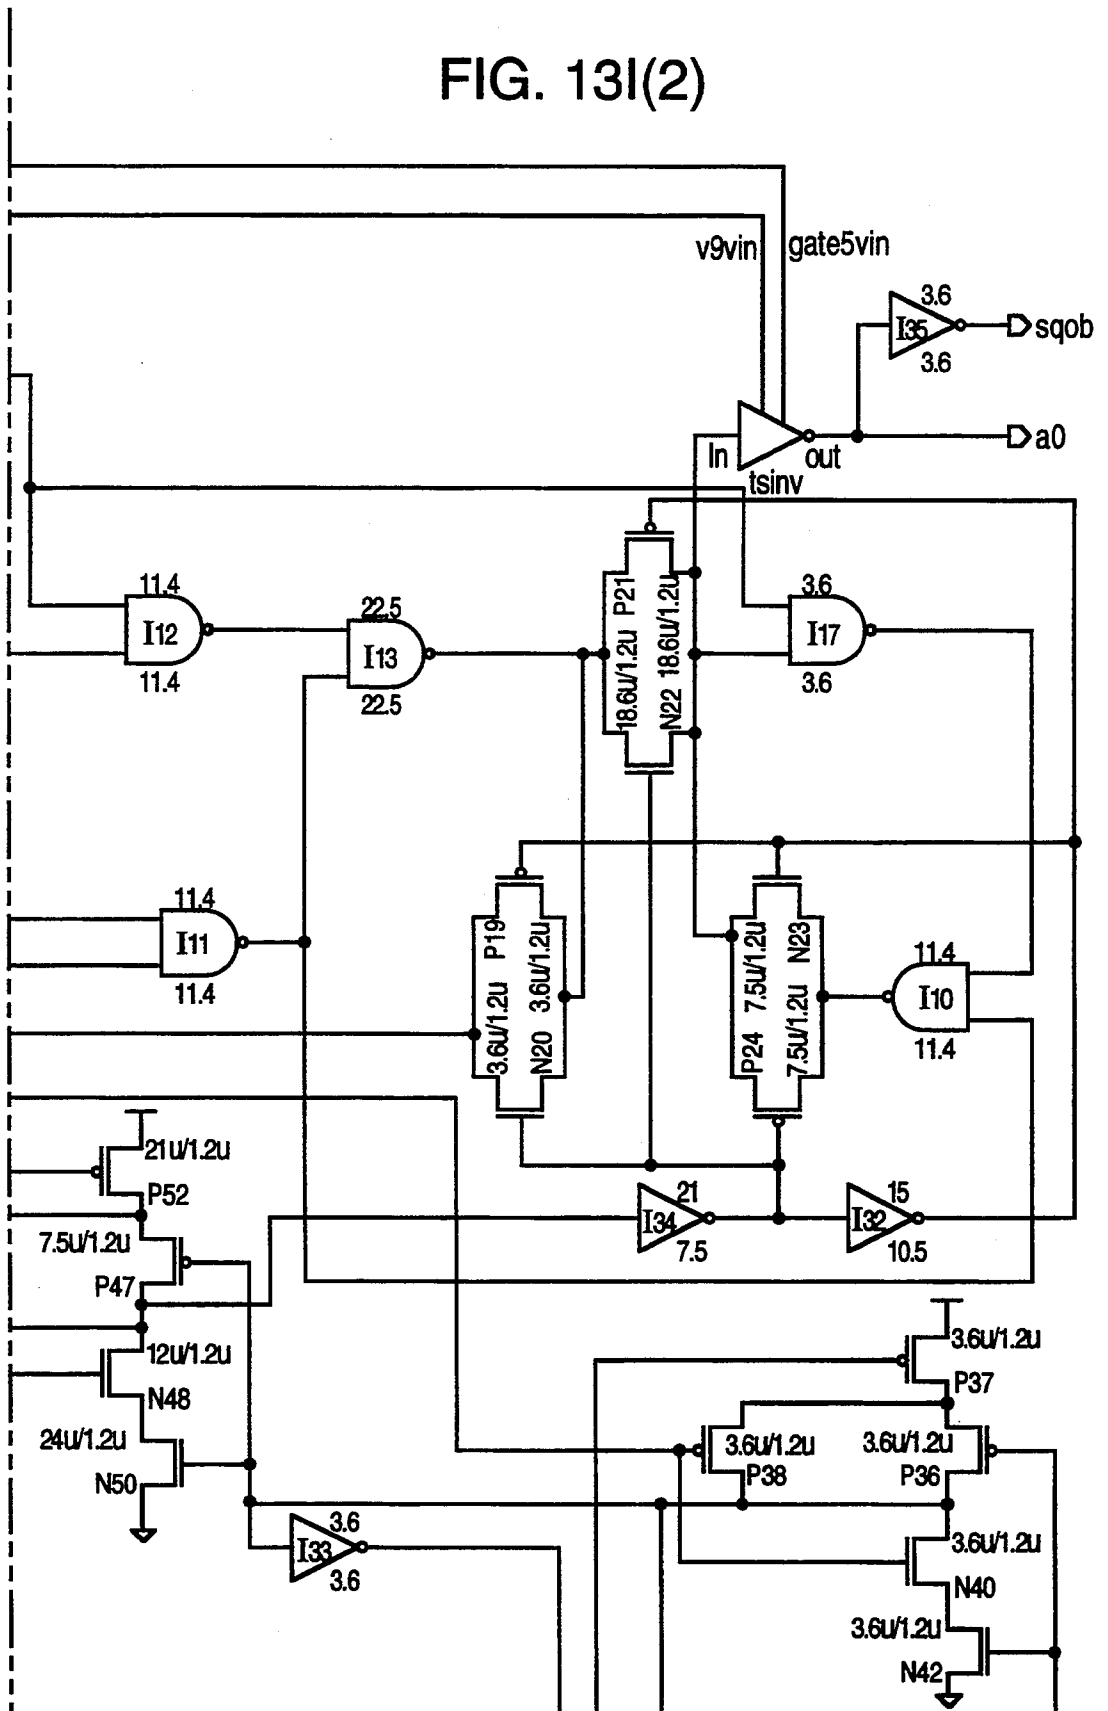 FIG. 13I(2)
v9vin
gate5vin
3.6
I35
3.6
sqob
In
out
a0
tsinv
11.4
I12
11.4
22.5
I13
22.5
18.6u/1.2u P21
N22 18.6u/1.2u
3.6
I17
3.6
11.4
I11
11.4
3.6u/1.2u P19
N20 3.6u/1.2u
P24 7.5u/1.2u
7.5u/1.2u N23
11.4
I10
11.4
21u/1.2u
P52
7.5u/1.2u
P47
21
I34
7.5
15
I32
10.5
12u/1.2u
N48
24u/1.2u
N50
3.6u/1.2u
P37
3.6u/1.2u
P38
3.6u/1.2u
P36
3.6
I33
3.6
3.6u/1.2u
N40
3.6u/1.2u
N42